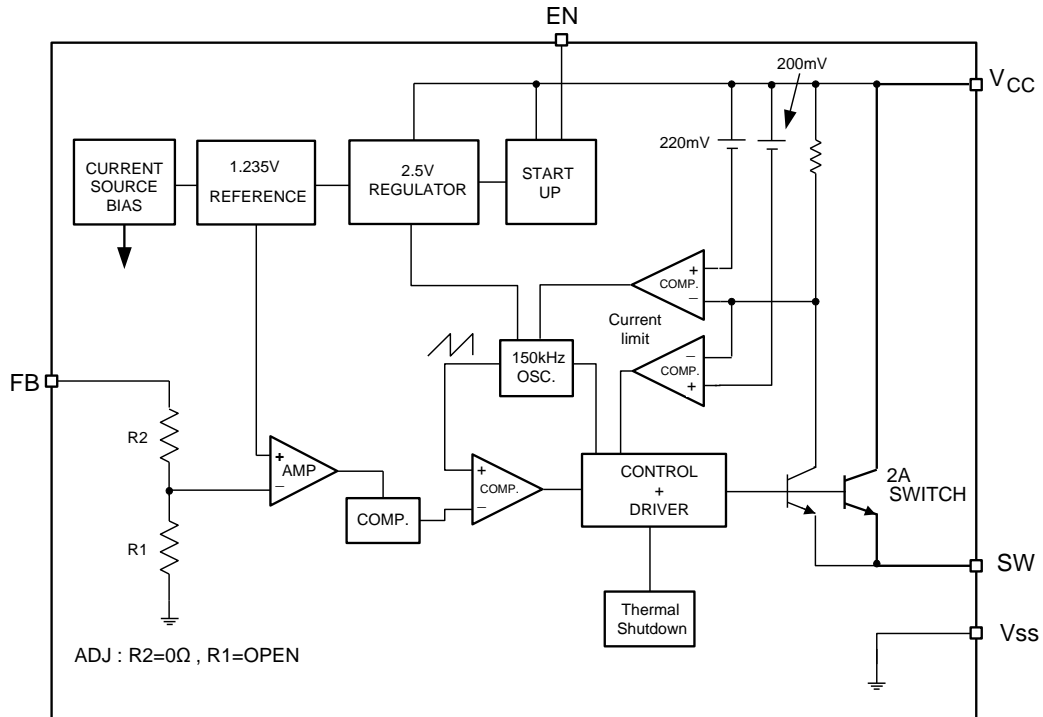 EN
200mV
VCC
220mV
CURRENT
SOURCE
BIAS
1.235V
REFERENCE
2.5V
REGULATOR
START
UP
+
COMP.
−
Current
limit
−
COMP.
+
150kHz
OSC.
FB
R2
+
AMP
−
+
COMP.
−
COMP.
CONTROL
+
DRIVER
2A
SWITCH
R1
SW
Thermal
Shutdown
Vss
ADJ : R2=0Ω , R1=OPEN